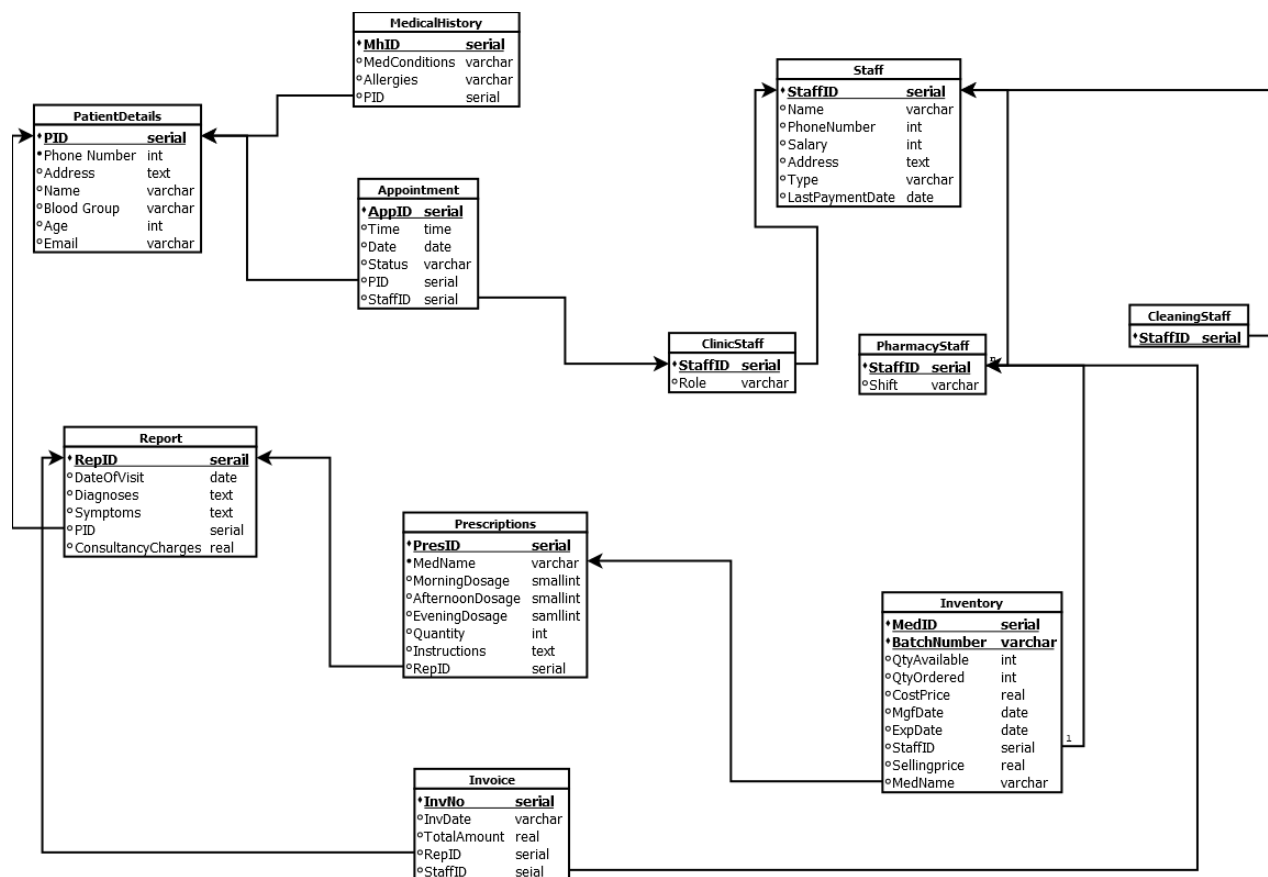 MedicalHistory
MhID serial
MedConditions varchar
Allergies varchar
PID serial
Staff
StaffID serial
Name varchar
PhoneNumber int
Salary int
Address text
Type varchar
LastPaymentDate date
PatientDetails
PID serial
Phone Number int
Address text
Name varchar
Blood Group varchar
Age int
Email varchar
Appointment
AppID serial
Time time
Date date
Status varchar
PID serial
StaffID serial
CleaningStaff
StaffID serial
ClinicStaff
StaffID serial
Role varchar
PharmacyStaff
n
StaffID serial
Shift varchar
Report
RepID serail
DateOfVisit date
Diagnoses text
Symptoms text
PID serial
ConsultancyCharges real
Prescriptions
PresID serial
MedName varchar
MorningDosage smallint
AfternoonDosage smallint
EveningDosage samllint
Quantity int
Instructions text
RepID serial
Inventory
MedID serial
BatchNumber varchar
QtyAvailable int
QtyOrdered int
CostPrice real
MgfDate date
ExpDate date
StaffID serial
1
Sellingprice real
MedName varchar
Invoice
InvNo serial
InvDate varchar
TotalAmount real
RepID serial
StaffID seial